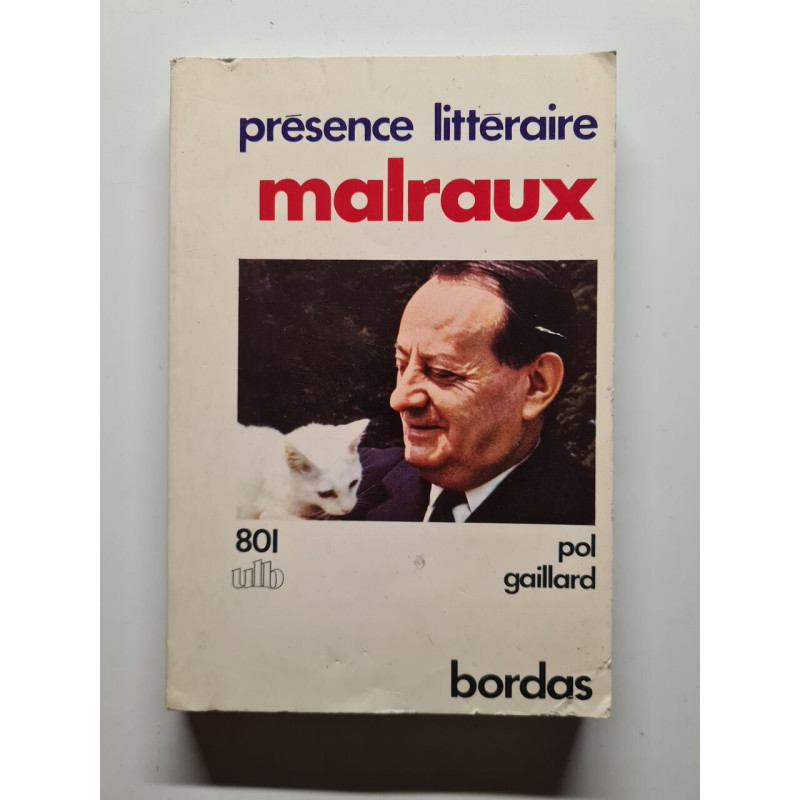 présence littéraire
malraux
801
ulb
pol
gaillard
bordas